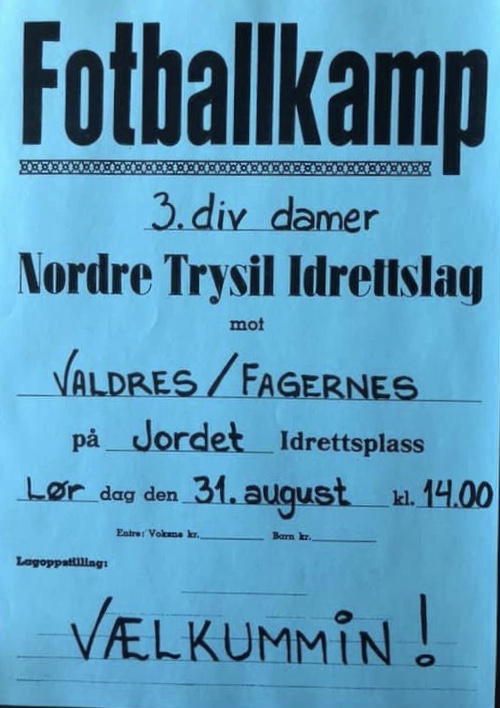 Fotballkamp
3. div damer
Nordre Trysil Idrettslag
mot
VALDRES / FAGERNES
på Jordet Idrettsplass
Lør dag den 31. august kl. 14.00
Entre: Voksne kr. Barn kr.
Lagoppstilling:
VÆLKUMMIN!